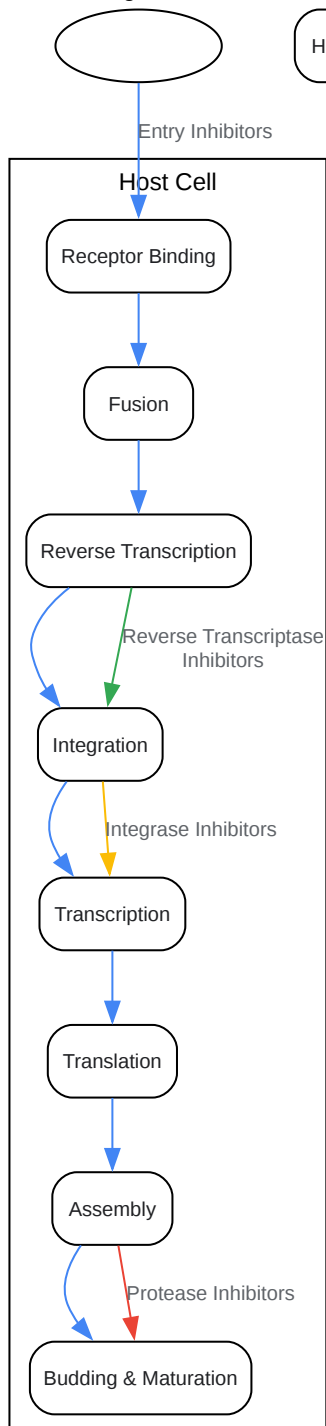 H
Entry Inhibitors
Host Cell
Receptor Binding
Fusion
Reverse Transcription
Reverse Transcriptase
Inhibitors
Integration
Integrase Inhibitors
Transcription
Translation
Assembly
Protease Inhibitors
Budding & Maturation